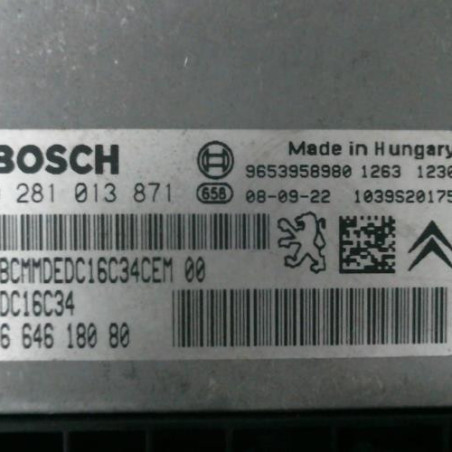 BOSCH
Made in Hungary
9653958980 1263 1230
281 013 871
658
08-09-22 1039S20175
BCMMDEDC16C34CEM 00
DC16C34
6 646 180 80